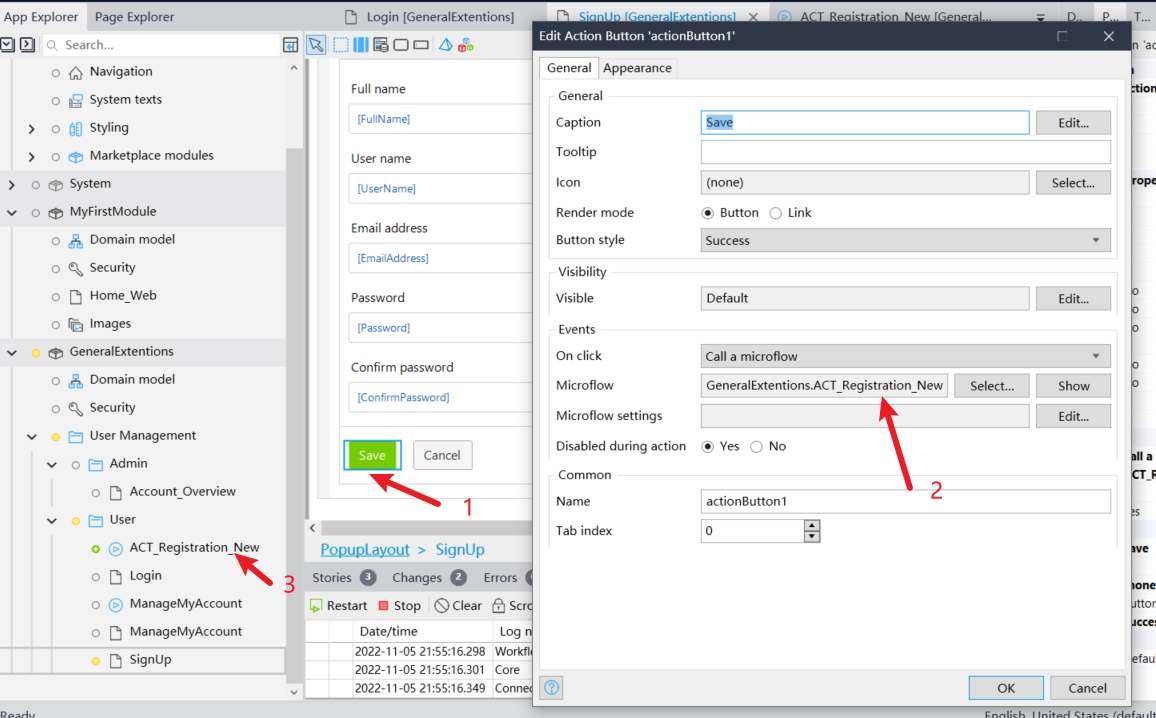 App Explorer
Page Explorer
Search...
Navigation
System texts
Styling
Marketplace modules
System
MyFirstModule
Domain model
Security
Home_Web
Images
GeneralExtentions
Domain model
Security
User Management
Admin
Account_Overview
User
ACT_Registration_New
Login
ManageMyAccount
ManageMyAccount
SignUp
3
Ready
Login [GeneralExtentions]
SignUp [GeneralExtentions]
ACT_Registration_New [General...
D...
P...
T...
Full name
[FullName]
User name
[UserName]
Email address
[EmailAddress]
Password
[Password]
Confirm password
[ConfirmPassword]
Save
Cancel
1
PopupLayout > SignUp
Stories 3 Changes 2 Errors
Restart Stop Clear
Date/time
2022-11-05 21:55:16.298
2022-11-05 21:55:16.301 Core
2022-11-05 21:55:16.349
Edit Action Button 'actionButton1'
General Appearance
General
Caption Save Edit...
Tooltip
Icon (none) Select...
Render mode Button Link
Button style Success
Visibility
Visible Default Edit...
Events
On click Call a microflow
Microflow GeneralExtentions.ACT_Registration_New Select... Show
Microflow settings Edit...
Disabled during action Yes No
2
Common
Name actionButton1
Tab index 0
OK Cancel
English, United States (default